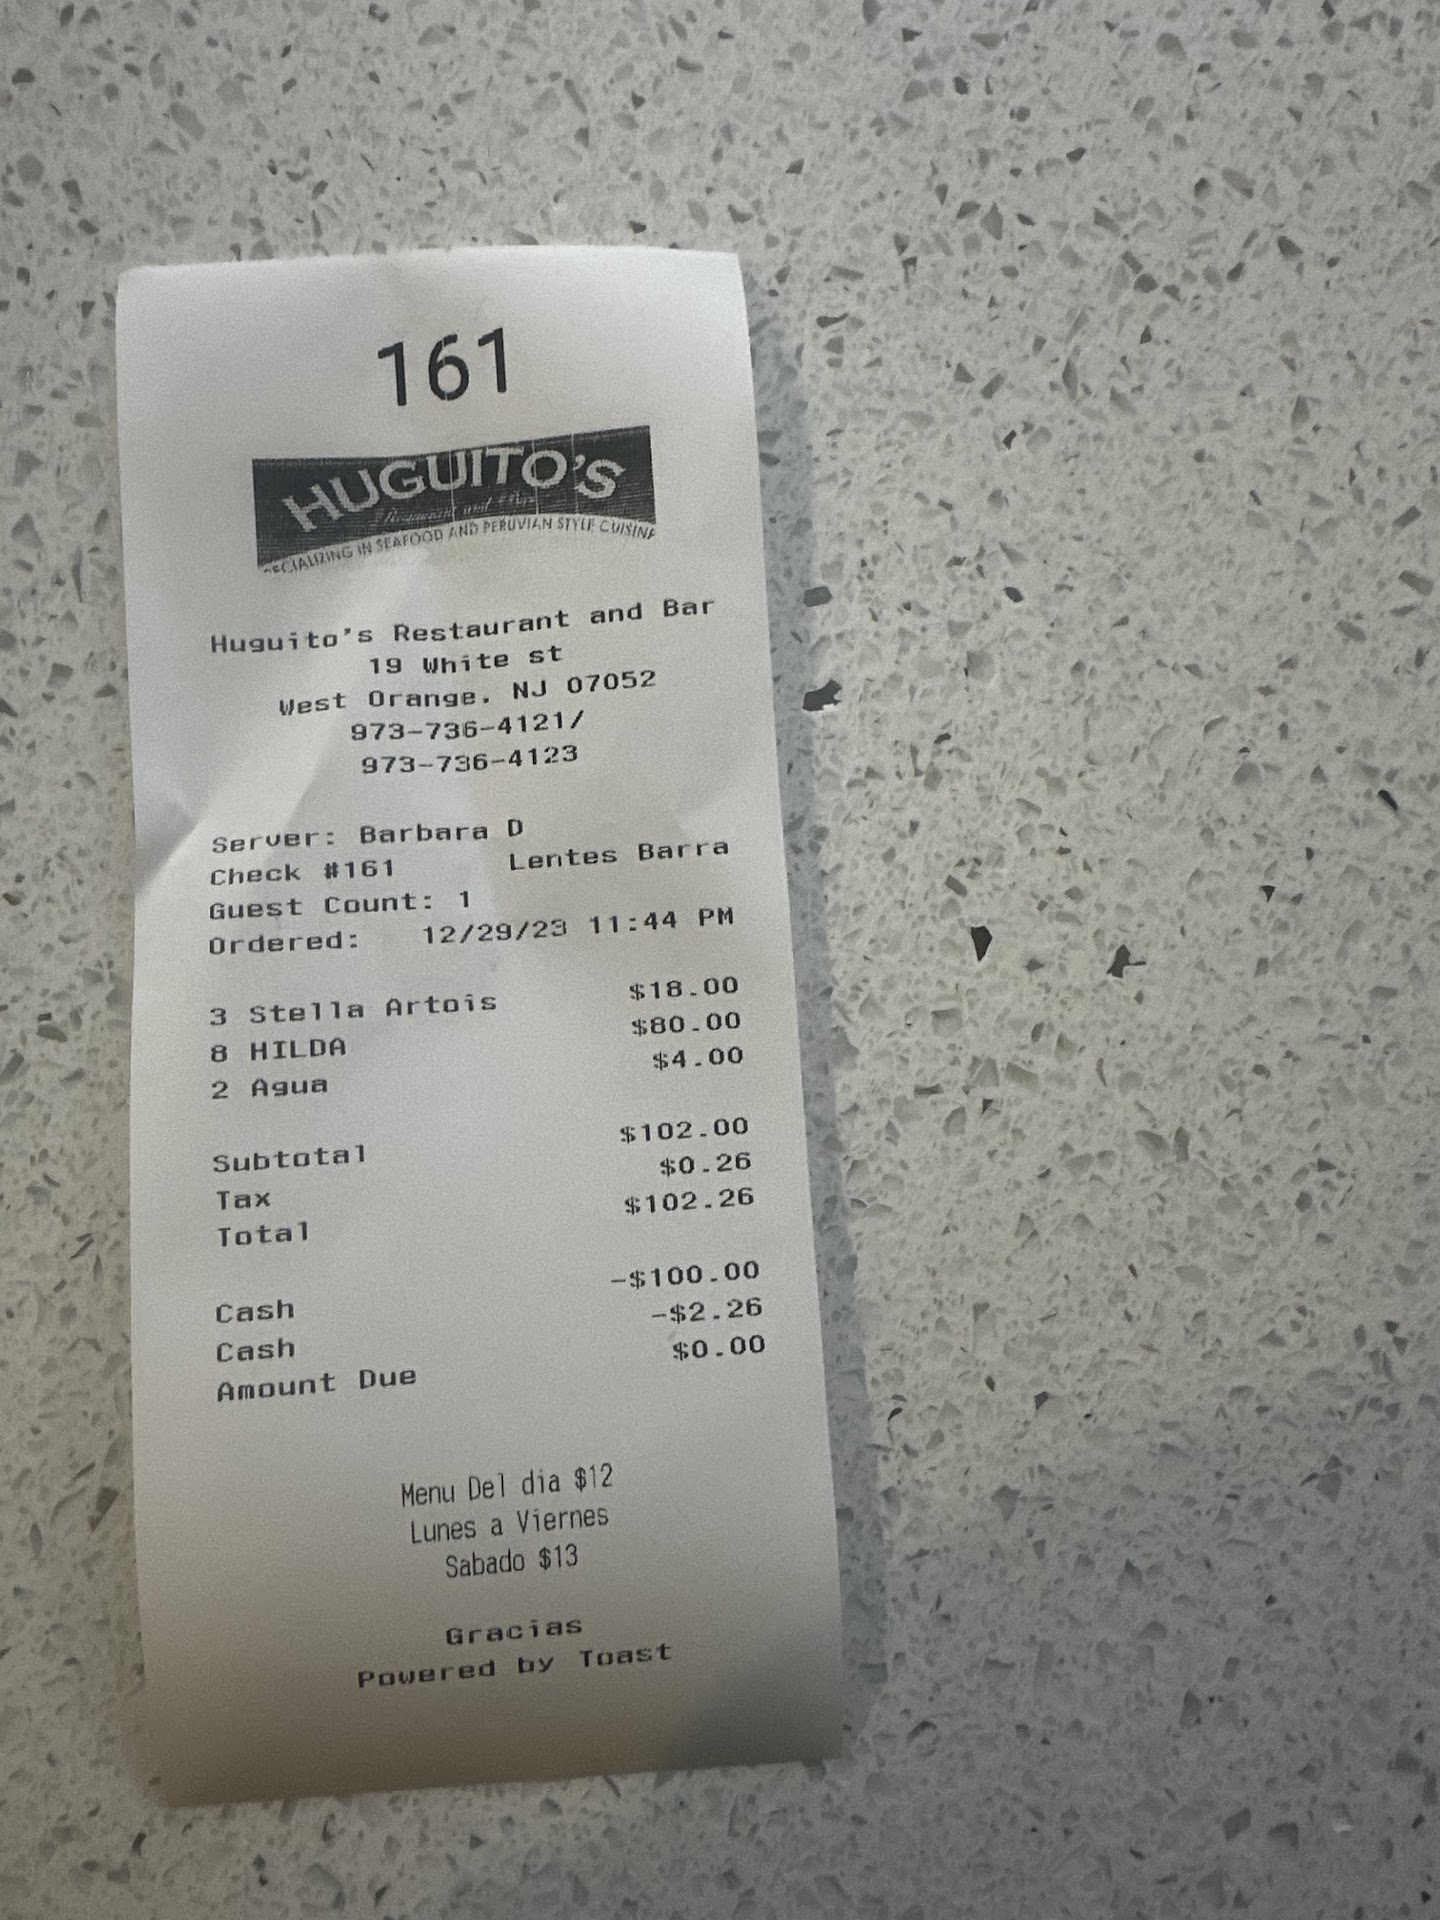 161
HUGUITO'S
Restaurant and
SPECIALIZING IN SEAFOOD AND PERUVIAN STYLE CUISINE
Huguito's Restaurant and Bar
19 White st
West Orange, NJ 07052
973-736-4121/
973-736-4123
Server: Barbara D
Check #161 Lentes Barra
Guest Count: 1
Ordered: 12/29/23 11:44 PM
3 Stella Artois $18.00
8 HILDA $80.00
2 Agua $4.00
Subtotal $102.00
Tax $0.26
Total $102.26
Cash -$100.00
Cash -$2.26
Amount Due $0.00
Menu Del dia $12
Lunes a Viernes
Sabado $13
Gracias
Powered by Toast